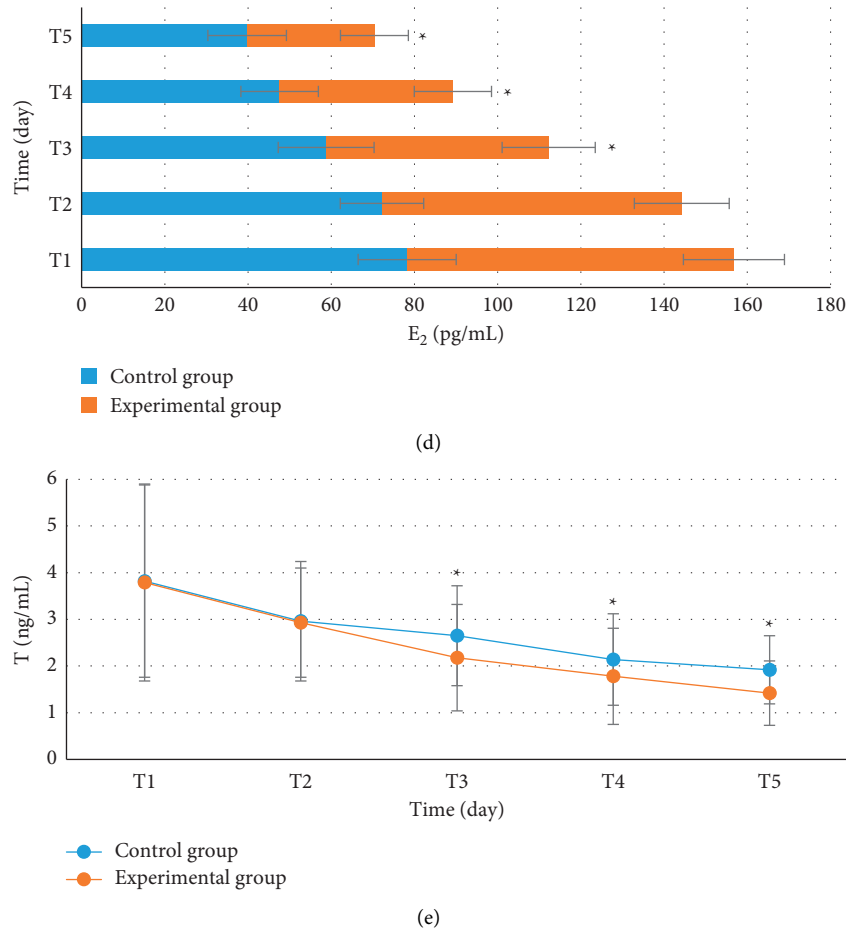 T5
*
T4
*
T3
*
T2
T1
Time (day)
0 20 40 60 80 100 120 140 160 180
E₂ (pg/mL)
Control group
Experimental group
(d)
6
5
4
3
2
1
0
T (ng/mL)
* * *
T1 T2 T3 T4 T5
Time (day)
Control group
Experimental group
(e)